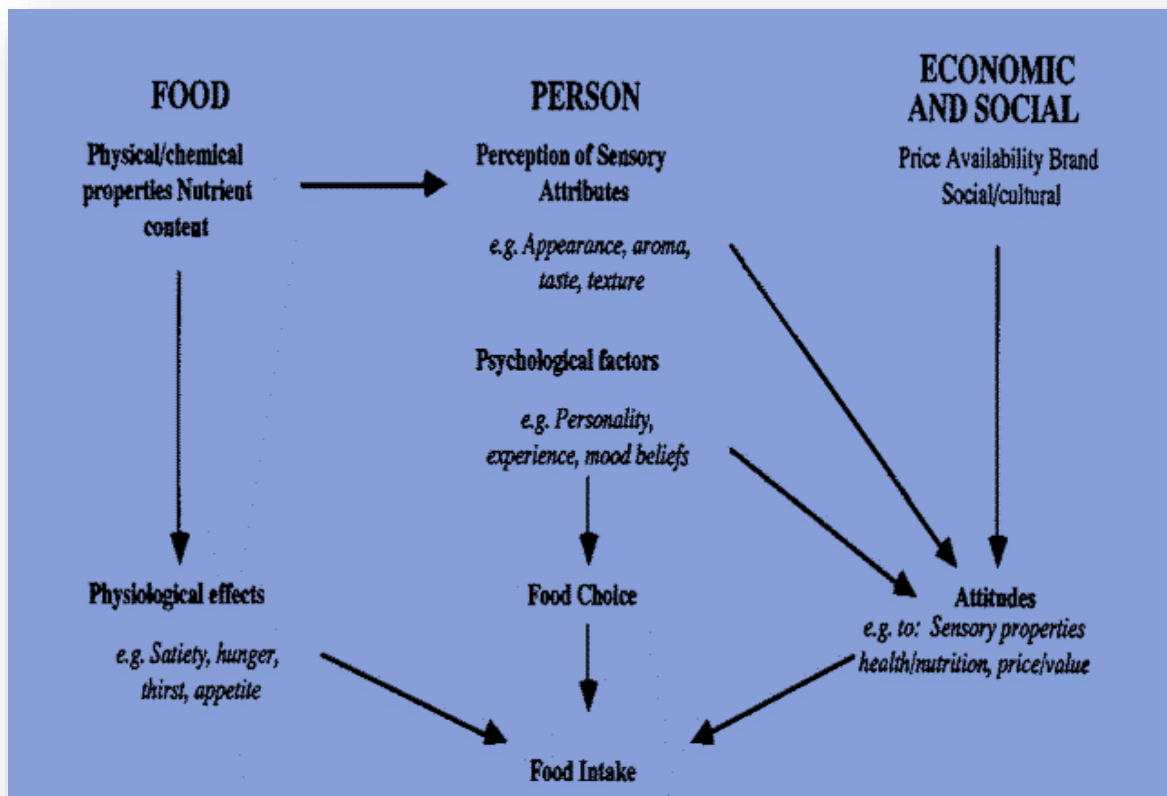 FOOD
Physical/chemical
properties Nutrient
content
PERSON
Perception of Sensory
Attributes
e.g. Appearance, aroma,
taste, texture
ECONOMIC
AND SOCIAL
Price Availability Brand
Social/cultural
Psychological factors
e.g. Personality,
experience, mood beliefs
Physiological effects
e.g. Satiety, hunger,
thirst, appetite
Food Choice
Attitudes
e.g. to: Sensory properties
health/nutrition, price/value
Food Intake